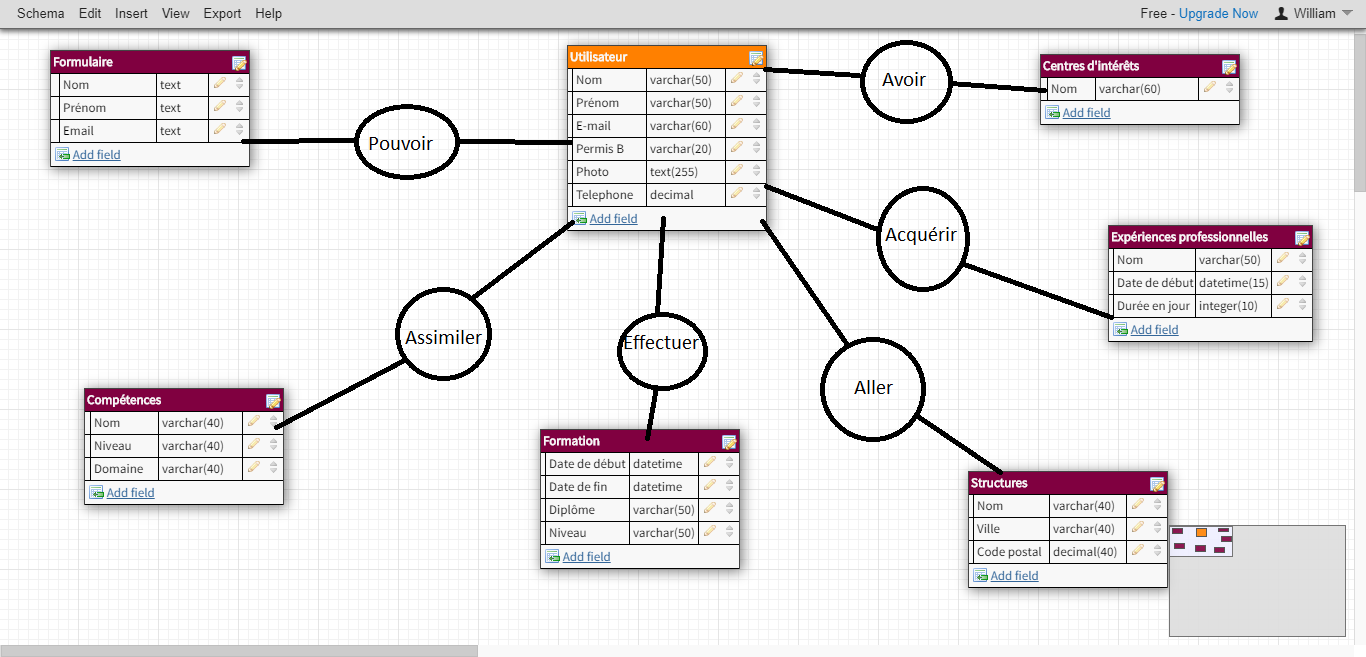 Schema Edit Insert View Export Help
Free - Upgrade Now William
Formulaire
Nom text
Prénom text
Email text
Add field
Pouvoir
Utilisateur
Nom varchar(50)
Prénom varchar(50)
E-mail varchar(60)
Permis B varchar(20)
Photo text(255)
Telephone decimal
Add field
Avoir
Centres d'intérêts
Nom varchar(60)
Add field
Acquérir
Expériences professionnelles
Nom varchar(50)
Date de début datetime(15)
Durée en jour integer(10)
Add field
Assimiler
Effectuer
Aller
Compétences
Nom varchar(40)
Niveau varchar(40)
Domaine varchar(40)
Add field
Formation
Date de début datetime
Date de fin datetime
Diplôme varchar(50)
Niveau varchar(50)
Add field
Structures
Nom varchar(40)
Ville varchar(40)
Code postal decimal(40)
Add field